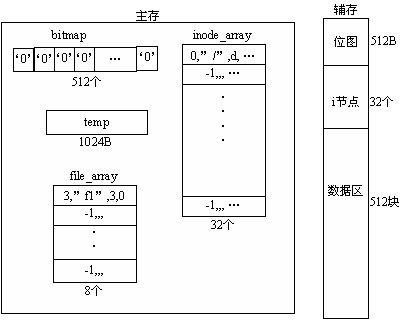 主存
bitmap
‘0’ ‘0’ ‘0’ ‘0’ … ‘0’
512个
temp
1024B
file_array
3,”f1”,3,0
-1,,,
·
·
-1,,,
8个
inode_array
0,”/”,d,…
-1,,, …
·
·
·
·
-1,,, …
32个
辅存
位图
512B
i节点
32个
数据区
512块